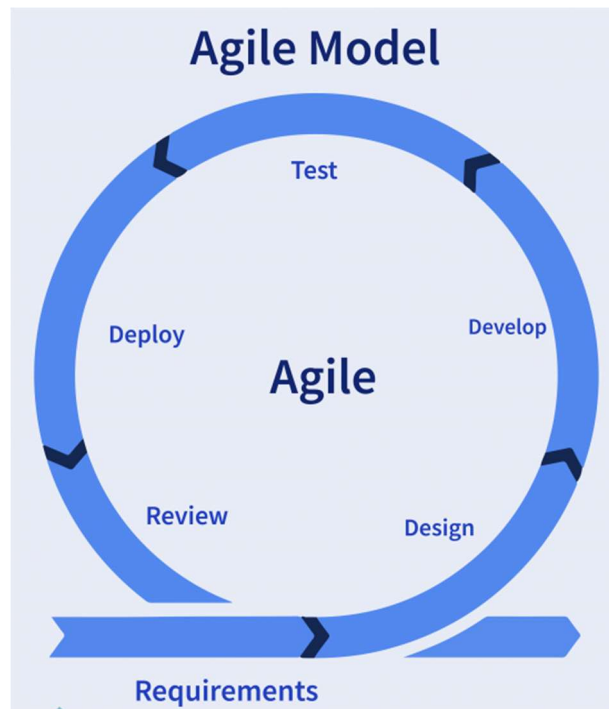 Agile Model
Test
Deploy
Develop
Agile
Review
Design
Requirements